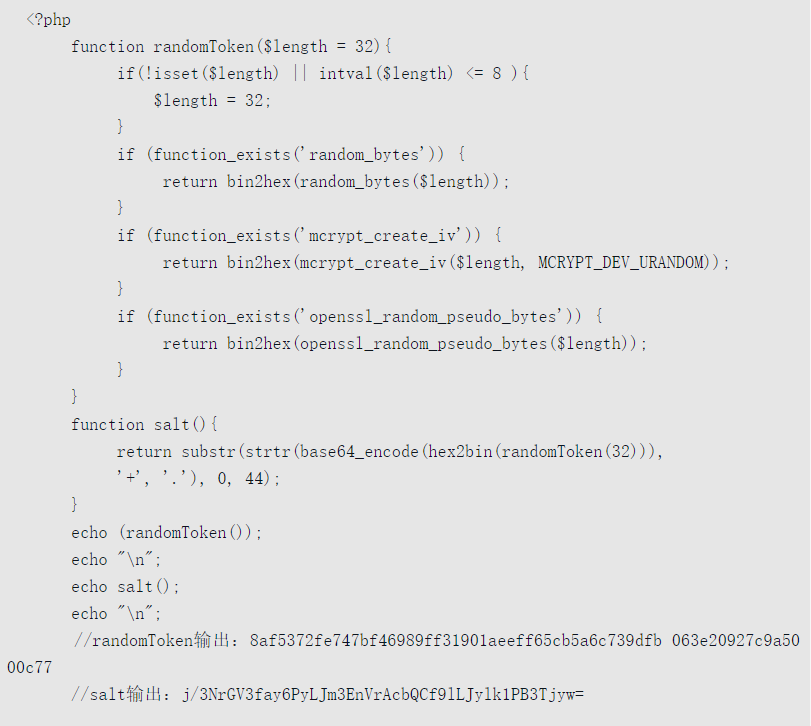 <?php
function randomToken($length = 32){
if(!isset($length) || intval($length) <= 8 ){
$length = 32;
}
if (function_exists('random_bytes')) {
return bin2hex(random_bytes($length));
}
if (function_exists('mcrypt_create_iv')) {
return bin2hex(mcrypt_create_iv($length, MCRYPT_DEV_URANDOM));
}
if (function_exists('openssl_random_pseudo_bytes')) {
return bin2hex(openssl_random_pseudo_bytes($length));
}
}
function salt(){
return substr(strtr(base64_encode(hex2bin(randomToken(32))),
'+', '.'), 0, 44);
}
echo (randomToken());
echo "\n";
echo salt();
echo "\n";
//randomToken输出：8af5372fe747bf46989ff31901aeeff65cb5a6c739dfb 063e20927c9a50
00c77
//salt输出：j/3NrGV3fay6PyLJm3EnVrAcbQCf9lLJylk1PB3Tjyw=